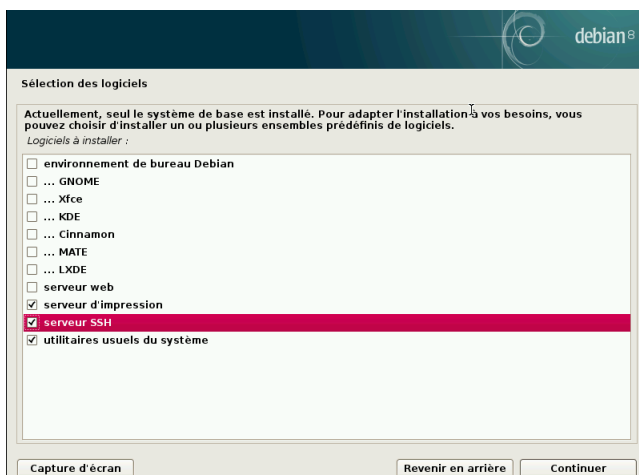 debian 8
Sélection des logiciels
Actuellement, seul le système de base est installé. Pour adapter l'installation à vos besoins, vous
pouvez choisir d'installer un ou plusieurs ensembles prédéfinis de logiciels.
Logiciels à installer :
environnement de bureau Debian
... GNOME
... Xfce
... KDE
... Cinnamon
... MATE
... LXDE
serveur web
serveur d'impression
serveur SSH
utilitaires usuels du système
Capture d'écran
Revenir en arrière
Continuer